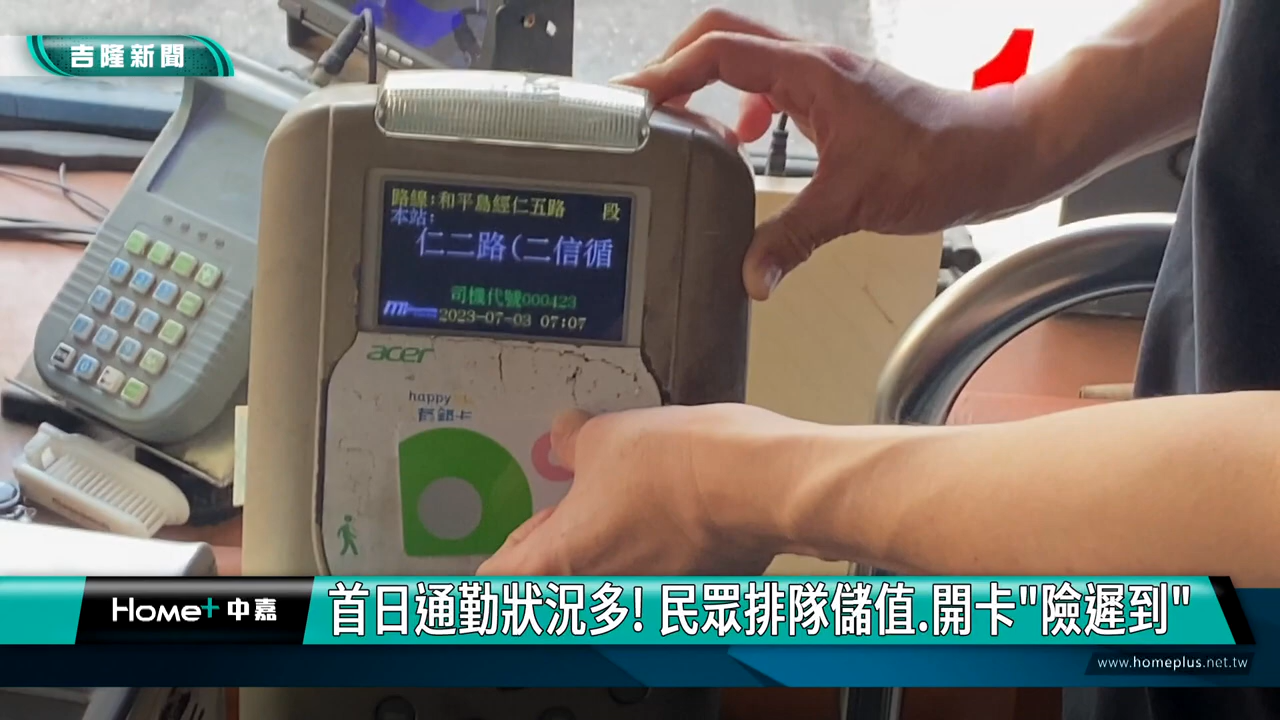 吉隆新聞
路線:和平島經仁五路 段
本站:
仁二路(二信循
司機代號000423
2023-07-03 07:07
acer
happy
Home+ 中嘉
首日通勤狀況多! 民眾排隊儲值.開卡"險遲到"
www.homeplus.net.tw